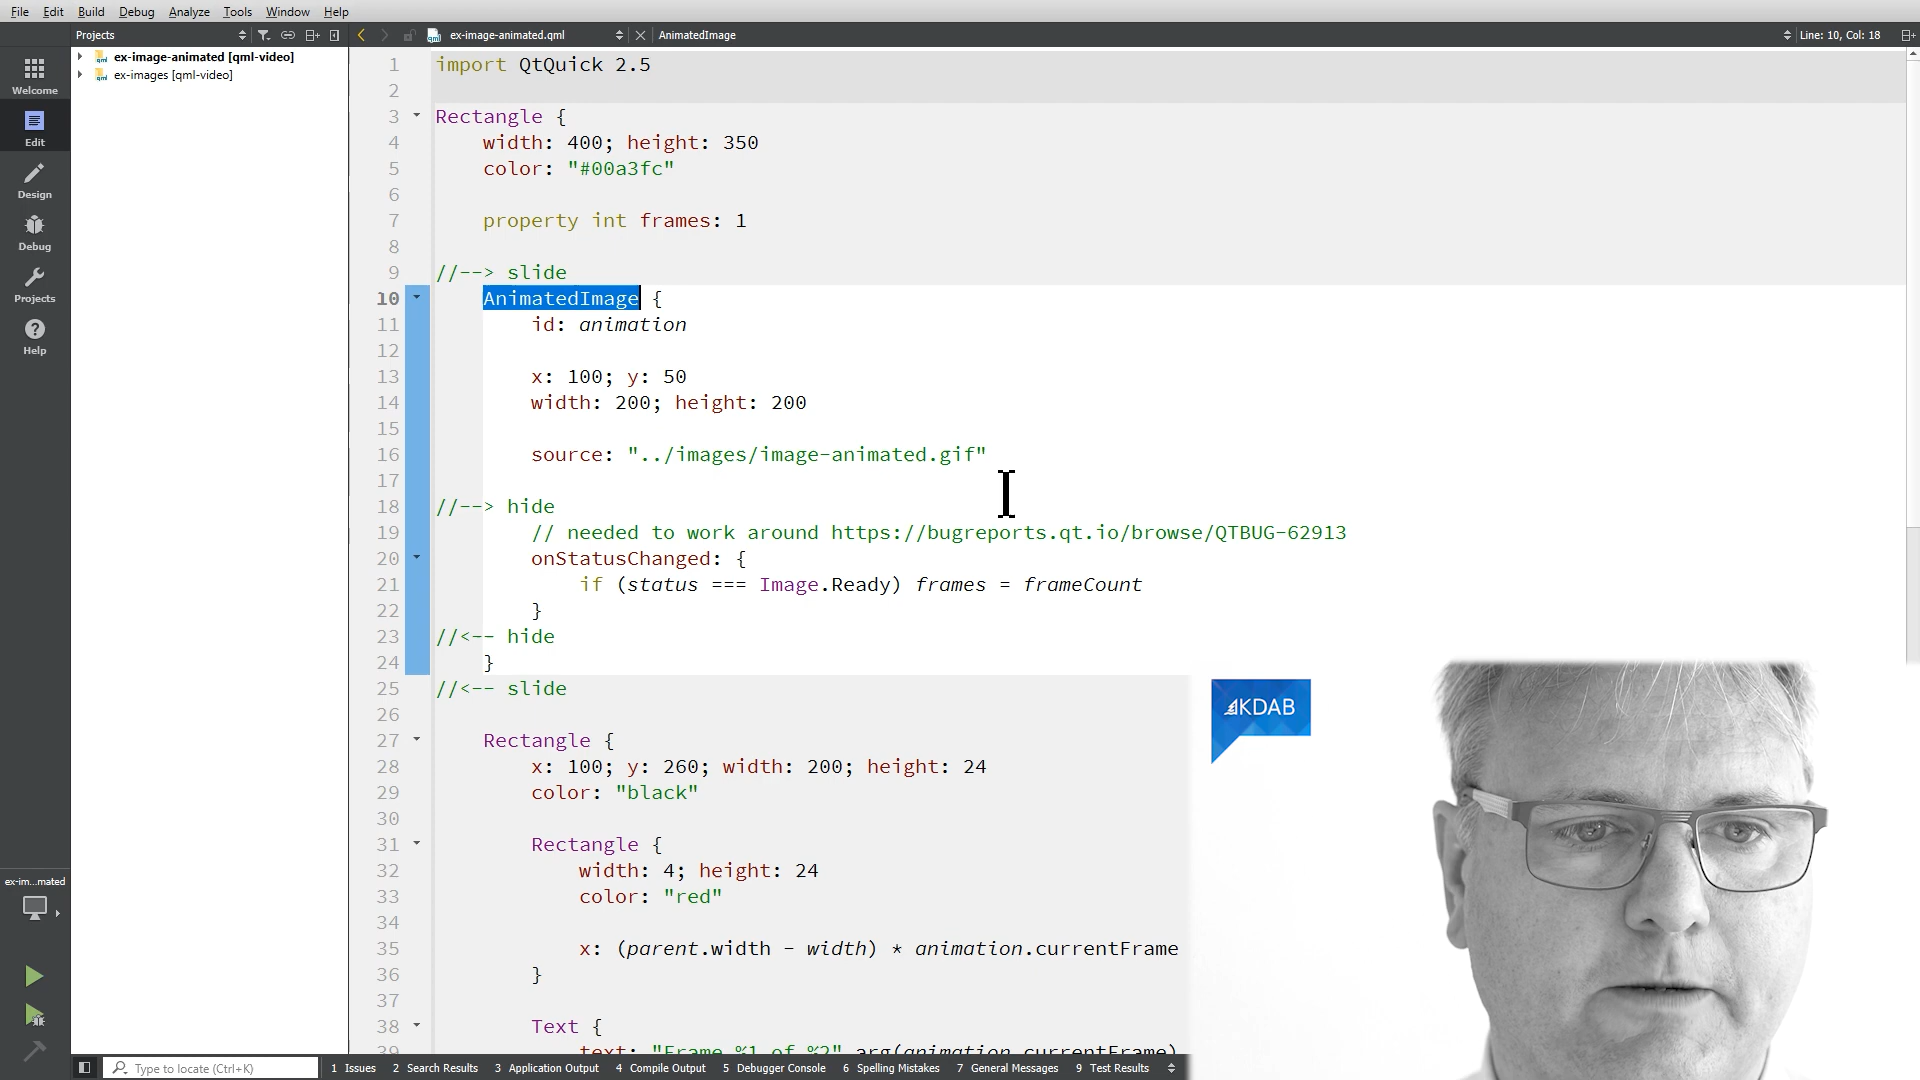 File Edit Build Debug Analyze Tools Window Help
Projects
ex-image-animated.qml
AnimatedImage
Line: 10, Col: 18
ex-image-animated [qml-video]
ex-images [qml-video]
Welcome
Edit
Design
Debug
Projects
Help
ex-im...mated
1 import QtQuick 2.5
2
3 Rectangle {
4 width: 400; height: 350
5 color: "#00a3fc"
6
7 property int frames: 1
8
9 //--> slide
10 AnimatedImage {
11 id: animation
12
13 x: 100; y: 50
14 width: 200; height: 200
15
16 source: "../images/image-animated.gif"
17
18 //--> hide
19 // needed to work around https://bugreports.qt.io/browse/QTBUG-62913
20 onStatusChanged: {
21 if (status === Image.Ready) frames = frameCount
22 }
23 //<-- hide
24 }
25 //<-- slide
26
27 Rectangle {
28 x: 100; y: 260; width: 200; height: 24
29 color: "black"
30
31 Rectangle {
32 width: 4; height: 24
33 color: "red"
34
35 x: (parent.width - width) * animation.currentFrame
36 }
37
38 Text {
39 text: "Frame %1 of %2".arg(animation.currentFrame)
KDAB
Type to locate (Ctrl+K)
1 Issues 2 Search Results 3 Application Output 4 Compile Output 5 Debugger Console 6 Spelling Mistakes 7 General Messages 9 Test Results